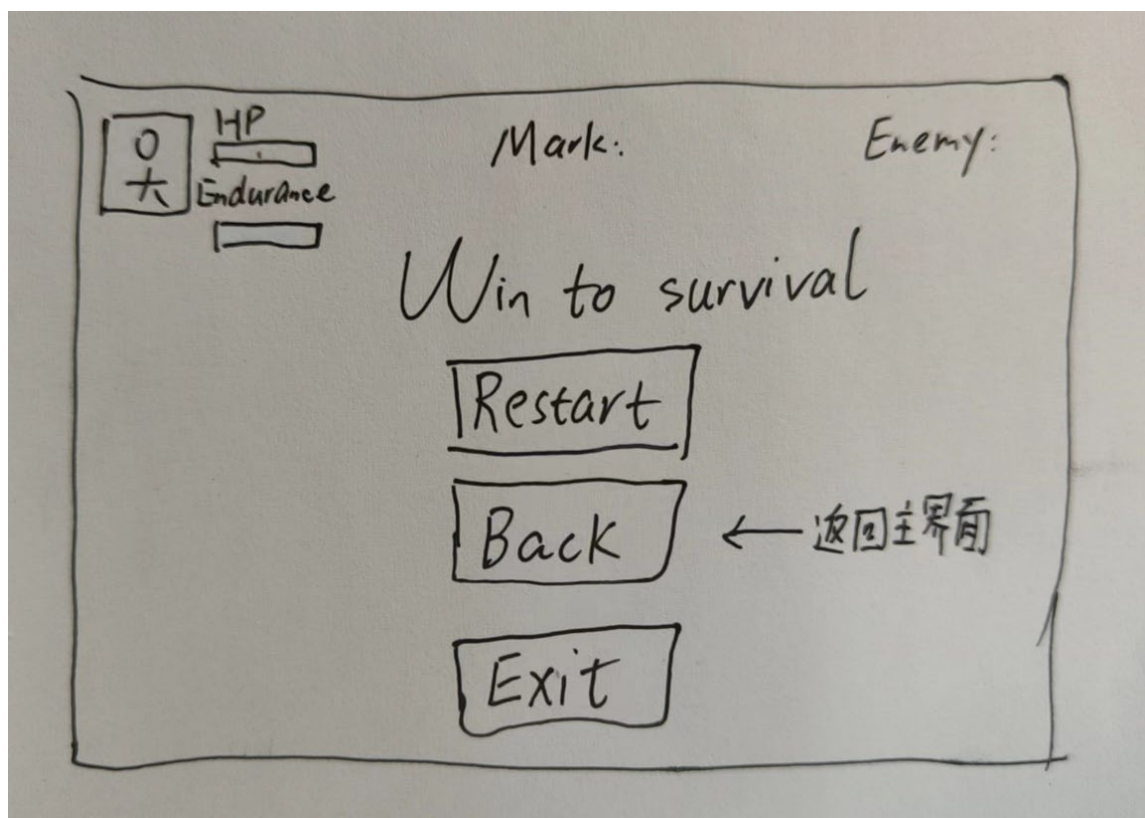 HP
Mark:
Enemy:
Endurance
Win to survival
Restart
Back
← 返回主界面
Exit